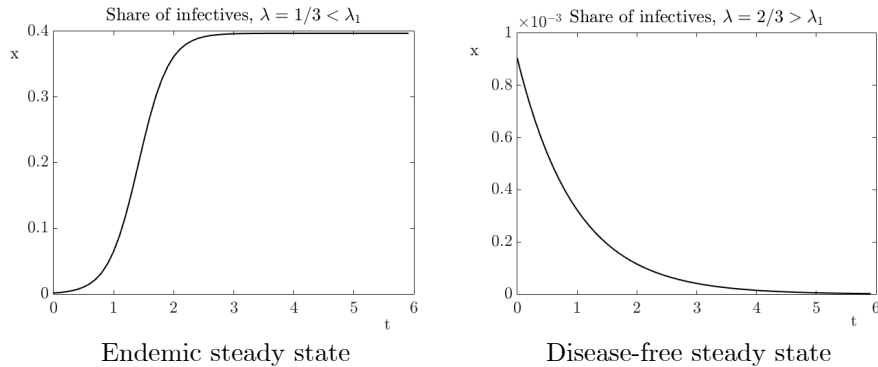 Share of infectives, λ = 1/3 < λ₁
x
0.4
0.3
0.2
0.1
0
0 1 2 3 4 5 6
t
Endemic steady state
×10⁻³ Share of infectives, λ = 2/3 > λ₁
x
1
0.8
0.6
0.4
0.2
0
0 1 2 3 4 5 6
t
Disease-free steady state